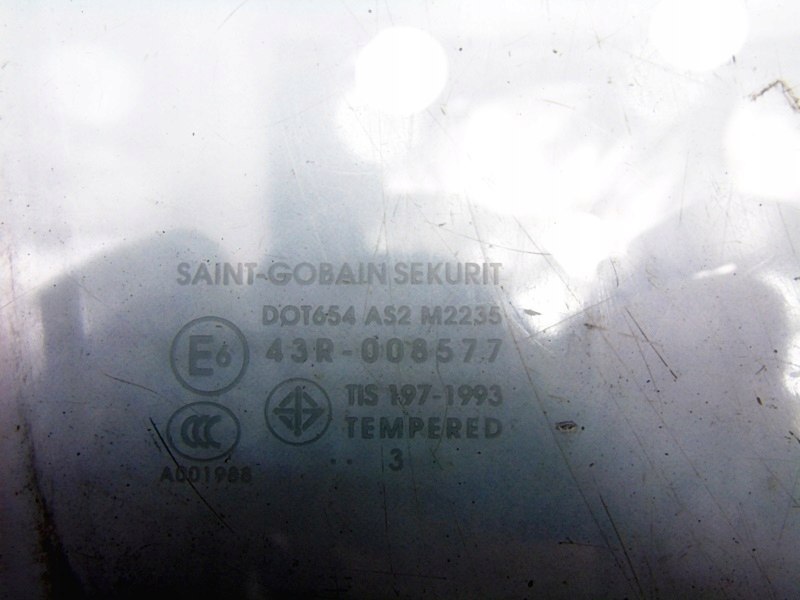 SAINT-GOBAIN SEKURIT
DOT654 AS2 M2235
E6 43R-008577
TIS 197-1993
CCC TEMPERED
.. 3
A001988